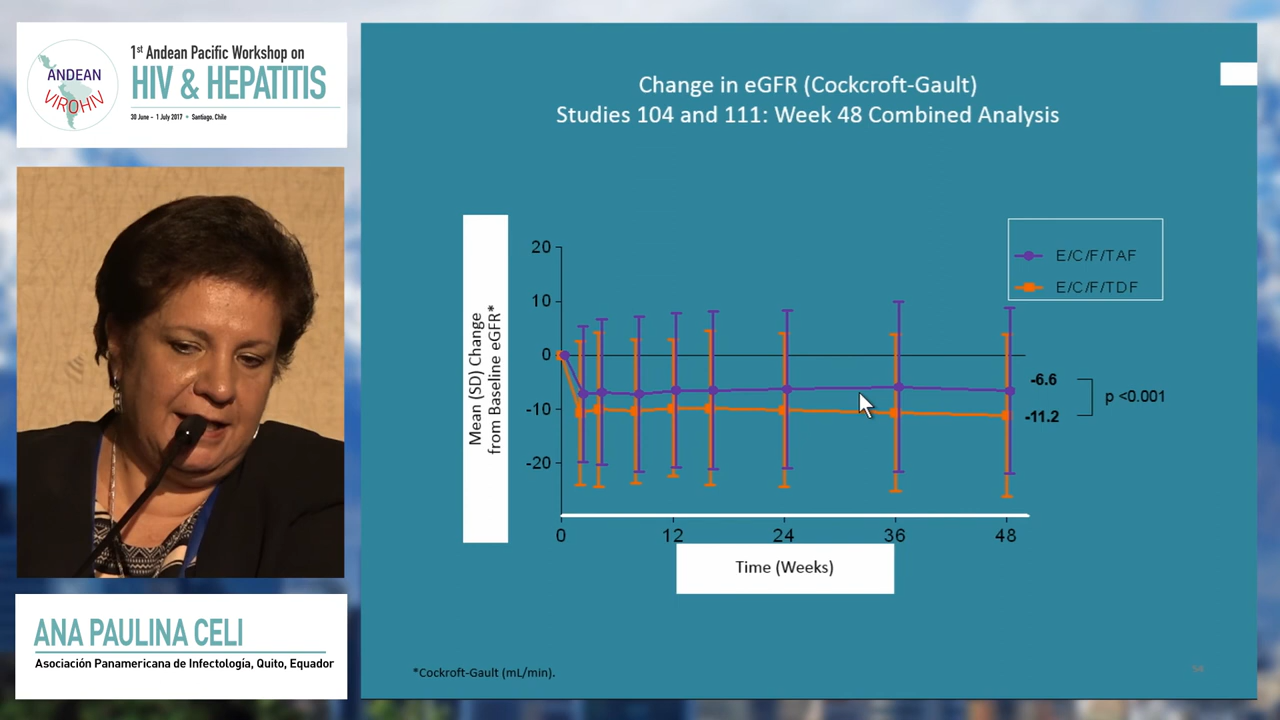 1st Andean Pacific Workshop on
HIV & HEPATITIS
30 June - 1 July 2017 • Santiago, Chile
ANDEAN
VIROHIV
Change in eGFR (Cockcroft-Gault)
Studies 104 and 111: Week 48 Combined Analysis
Mean (SD) Change
from Baseline eGFR*
20
10
0
-10
-20
E/C/F/TAF
E/C/F/TDF
-6.6
-11.2
p <0.001
0 12 24 36 48
Time (Weeks)
*Cockroft-Gault (mL/min).
ANA PAULINA CELI
Asociación Panamericana de Infectología, Quito, Equador